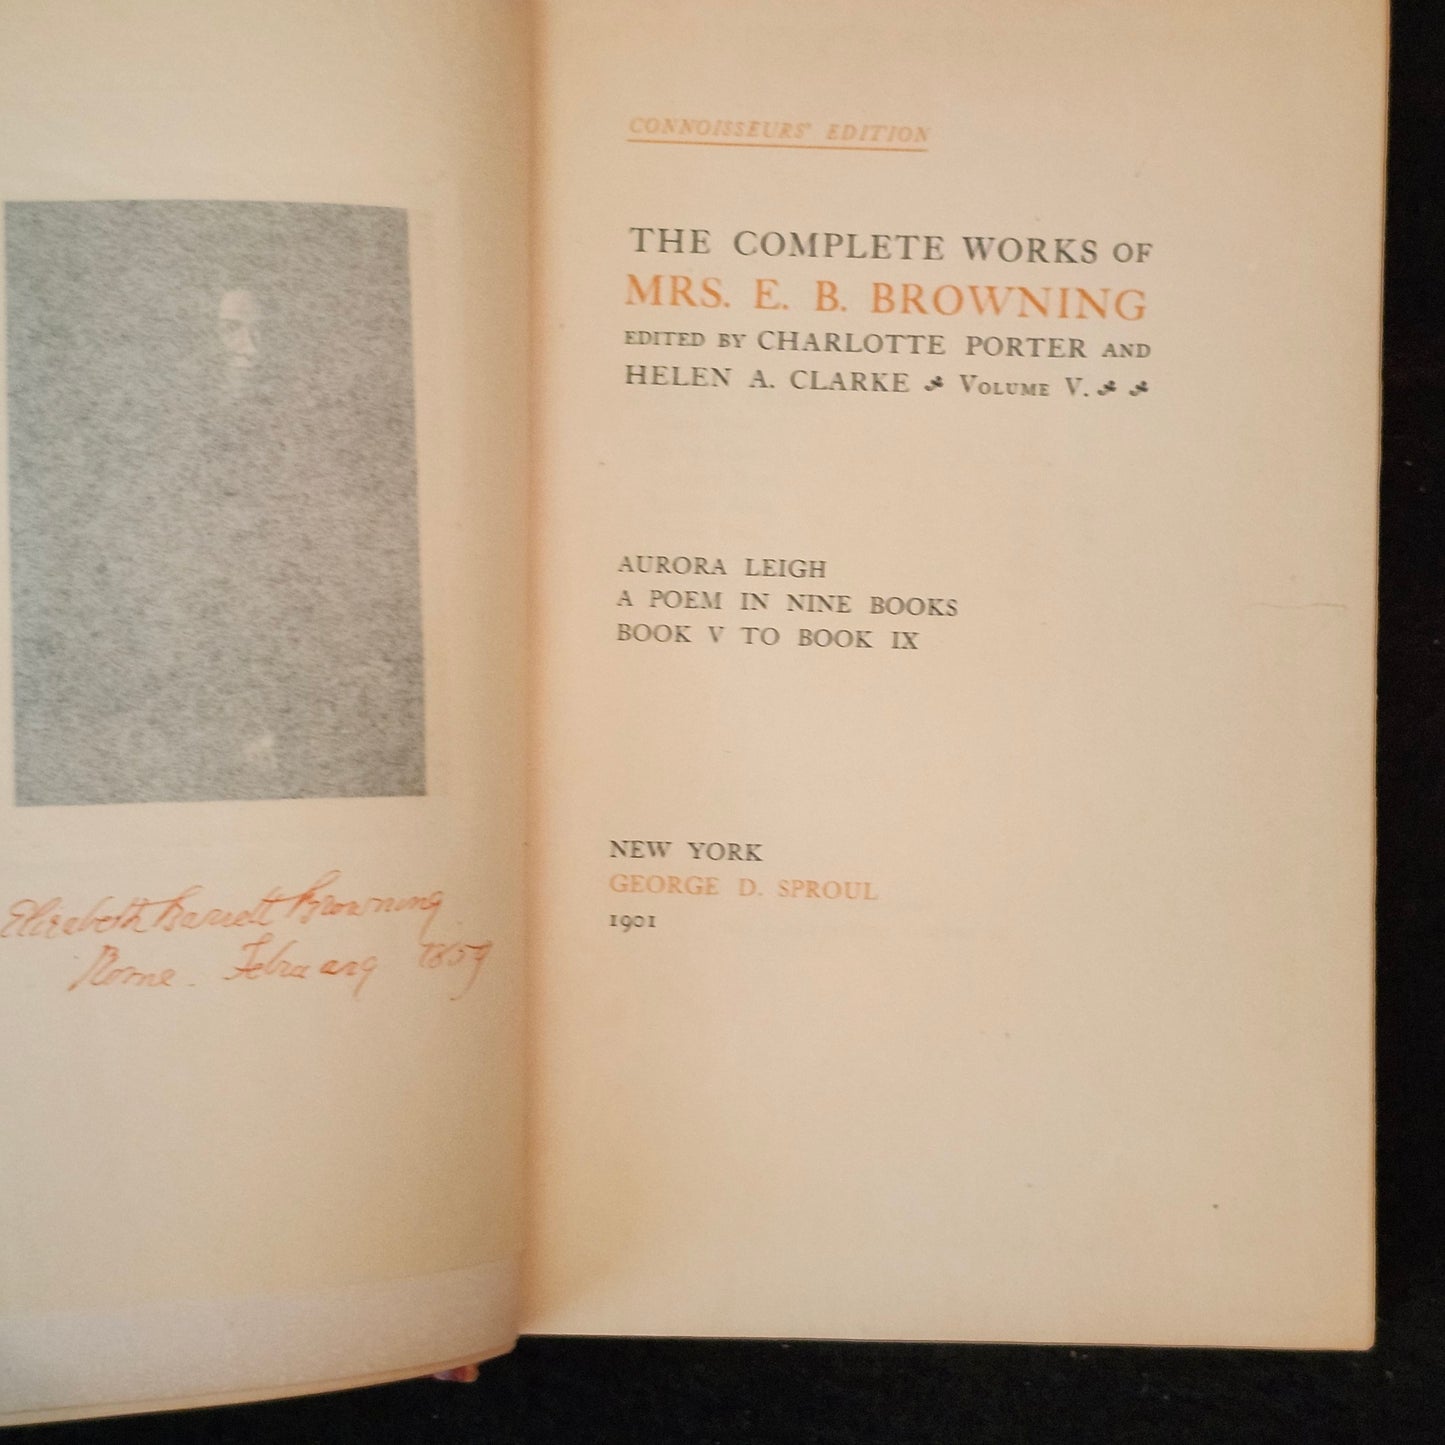 Elizabeth Barrett Browning
Rome. February 1859
CONNOISSEURS' EDITION
THE COMPLETE WORKS OF
MRS. E. B. BROWNING
EDITED BY CHARLOTTE PORTER AND
HELEN A. CLARKE VOLUME V.
AURORA LEIGH
A POEM IN NINE BOOKS
BOOK V TO BOOK IX
NEW YORK
GEORGE D. SPROUL
1901